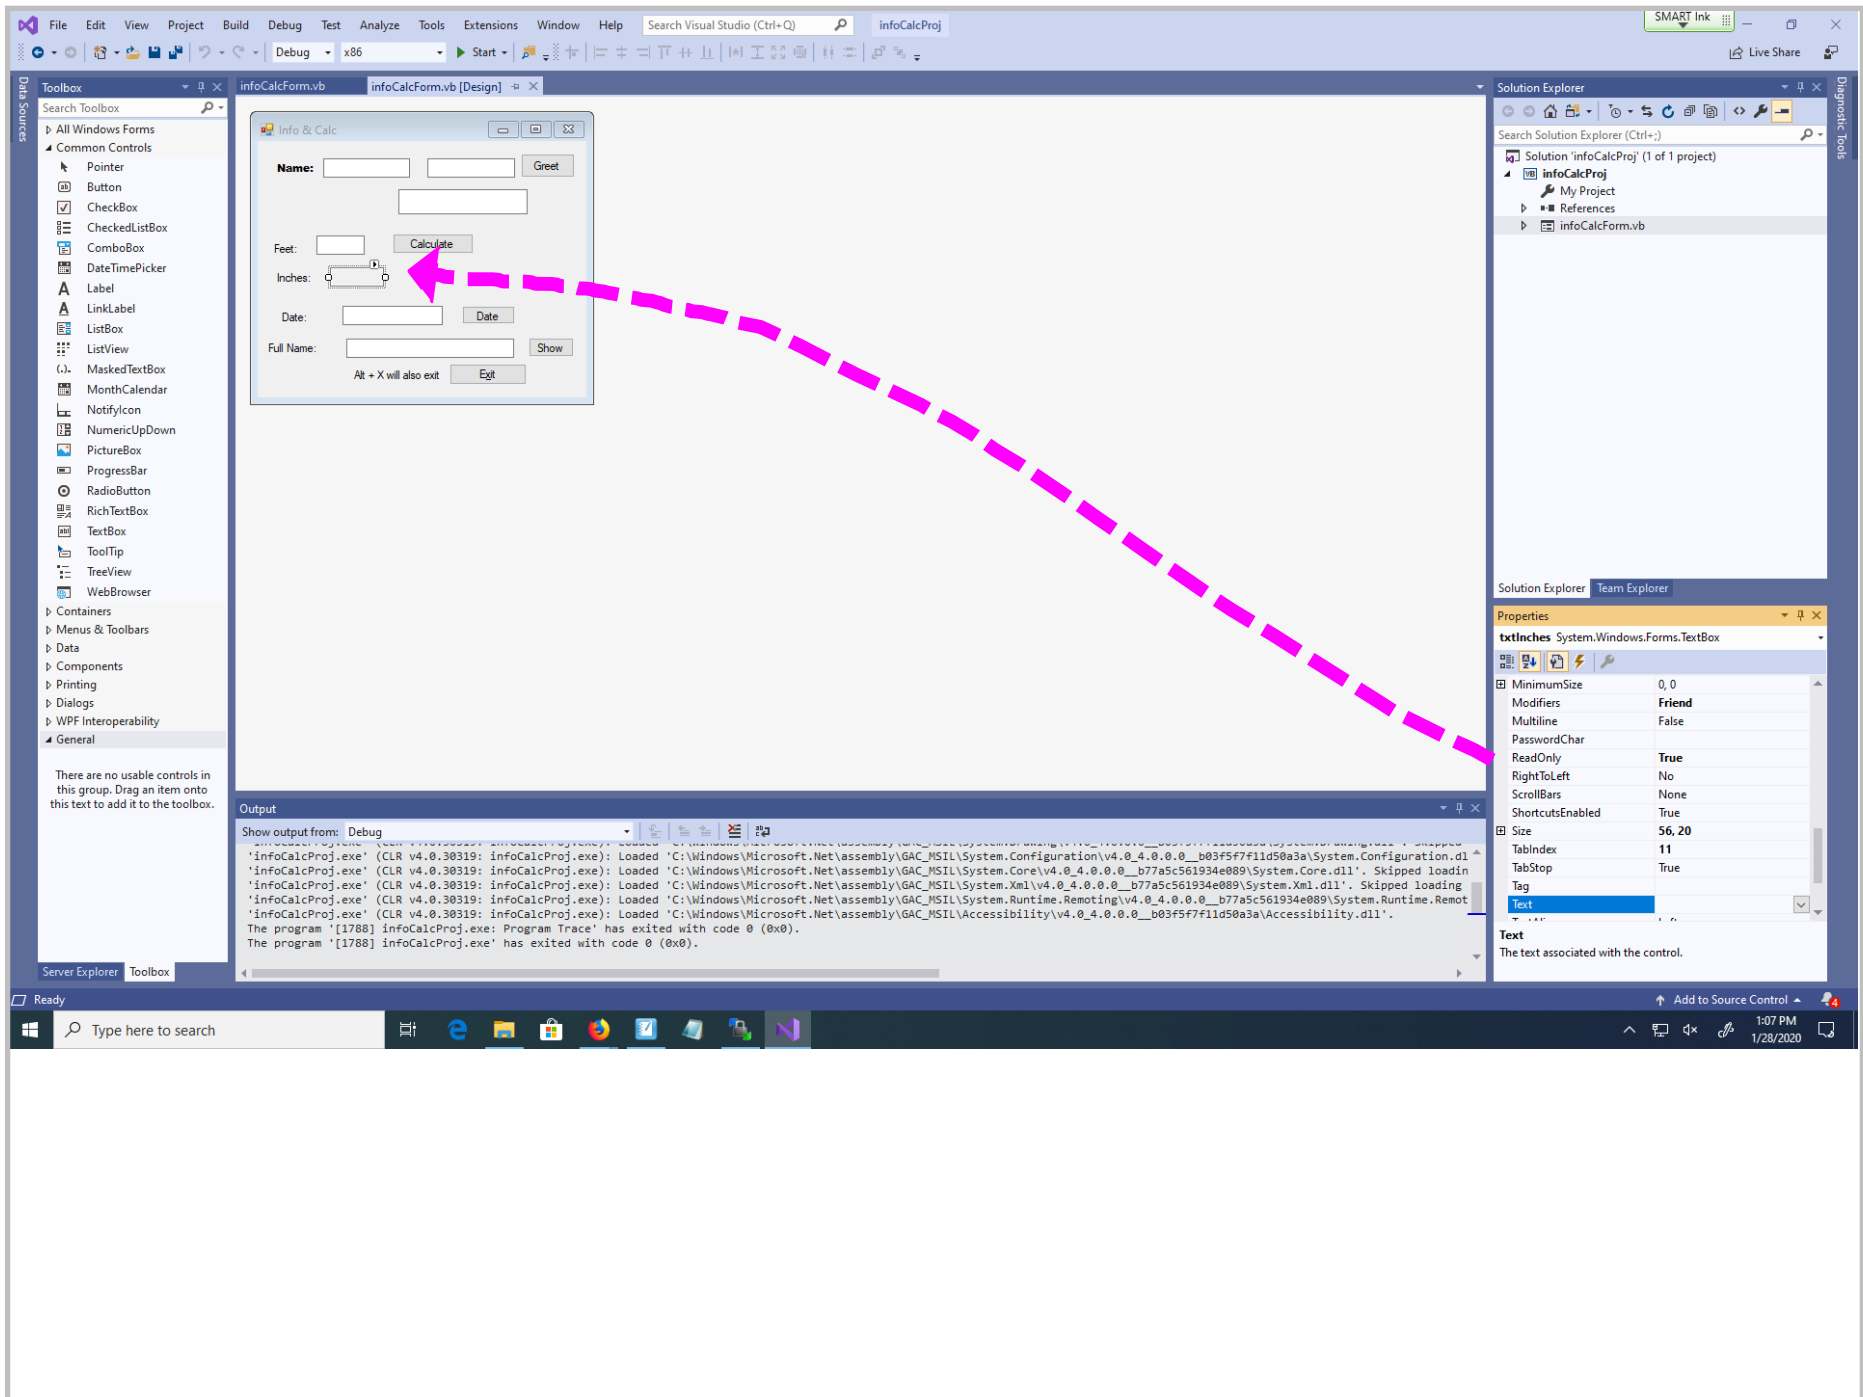 File Edit View Project Build Debug Test Analyze Tools Extensions Window Help Search Visual Studio (Ctrl+Q) infoCalcProj SMART Ink
Debug x86 Start Live Share
Data Sources
Toolbox
Search Toolbox
All Windows Forms
Common Controls
Pointer
Button
CheckBox
CheckedListBox
ComboBox
DateTimePicker
Label
LinkLabel
ListBox
ListView
MaskedTextBox
MonthCalendar
NotifyIcon
NumericUpDown
PictureBox
ProgressBar
RadioButton
RichTextBox
TextBox
ToolTip
TreeView
WebBrowser
Containers
Menus & Toolbars
Data
Components
Printing
Dialogs
WPF Interoperability
General
There are no usable controls in
this group. Drag an item onto
this text to add it to the toolbox.
Server Explorer Toolbox
infoCalcForm.vb infoCalcForm.vb [Design]
Info & Calc
Name: Greet
Feet: Calculate
Inches:
Date: Date
Full Name: Show
Alt + X will also exit Exit
Output
Show output from: Debug
'infoCalcProj.exe' (CLR v4.0.30319: infoCalcProj.exe): Loaded 'C:\Windows\Microsoft.Net\assembly\GAC_MSIL\System.Configuration\v4.0_4.0.0.0__b03f5f7f11d50a3a\System.Configuration.dl
'infoCalcProj.exe' (CLR v4.0.30319: infoCalcProj.exe): Loaded 'C:\Windows\Microsoft.Net\assembly\GAC_MSIL\System.Core\v4.0_4.0.0.0__b77a5c561934e089\System.Core.dll'. Skipped loadin
'infoCalcProj.exe' (CLR v4.0.30319: infoCalcProj.exe): Loaded 'C:\Windows\Microsoft.Net\assembly\GAC_MSIL\System.Xml\v4.0_4.0.0.0__b77a5c561934e089\System.Xml.dll'. Skipped loading
'infoCalcProj.exe' (CLR v4.0.30319: infoCalcProj.exe): Loaded 'C:\Windows\Microsoft.Net\assembly\GAC_MSIL\System.Runtime.Remoting\v4.0_4.0.0.0__b77a5c561934e089\System.Runtime.Remot
'infoCalcProj.exe' (CLR v4.0.30319: infoCalcProj.exe): Loaded 'C:\Windows\Microsoft.Net\assembly\GAC_MSIL\Accessibility\v4.0_4.0.0.0__b03f5f7f11d50a3a\Accessibility.dll'.
The program '[1788] infoCalcProj.exe: Program Trace' has exited with code 0 (0x0).
The program '[1788] infoCalcProj.exe' has exited with code 0 (0x0).
Solution Explorer
Search Solution Explorer (Ctrl+;)
Solution 'infoCalcProj' (1 of 1 project)
VB infoCalcProj
My Project
References
infoCalcForm.vb
Solution Explorer Team Explorer
Diagnostic Tools
Properties
txtInches System.Windows.Forms.TextBox
MinimumSize 0, 0
Modifiers Friend
Multiline False
PasswordChar
ReadOnly True
RightToLeft No
ScrollBars None
ShortcutsEnabled True
Size 56, 20
TabIndex 11
TabStop True
Tag
Text
Text
The text associated with the control.
Ready Add to Source Control 4
Type here to search
1:07 PM
1/28/2020